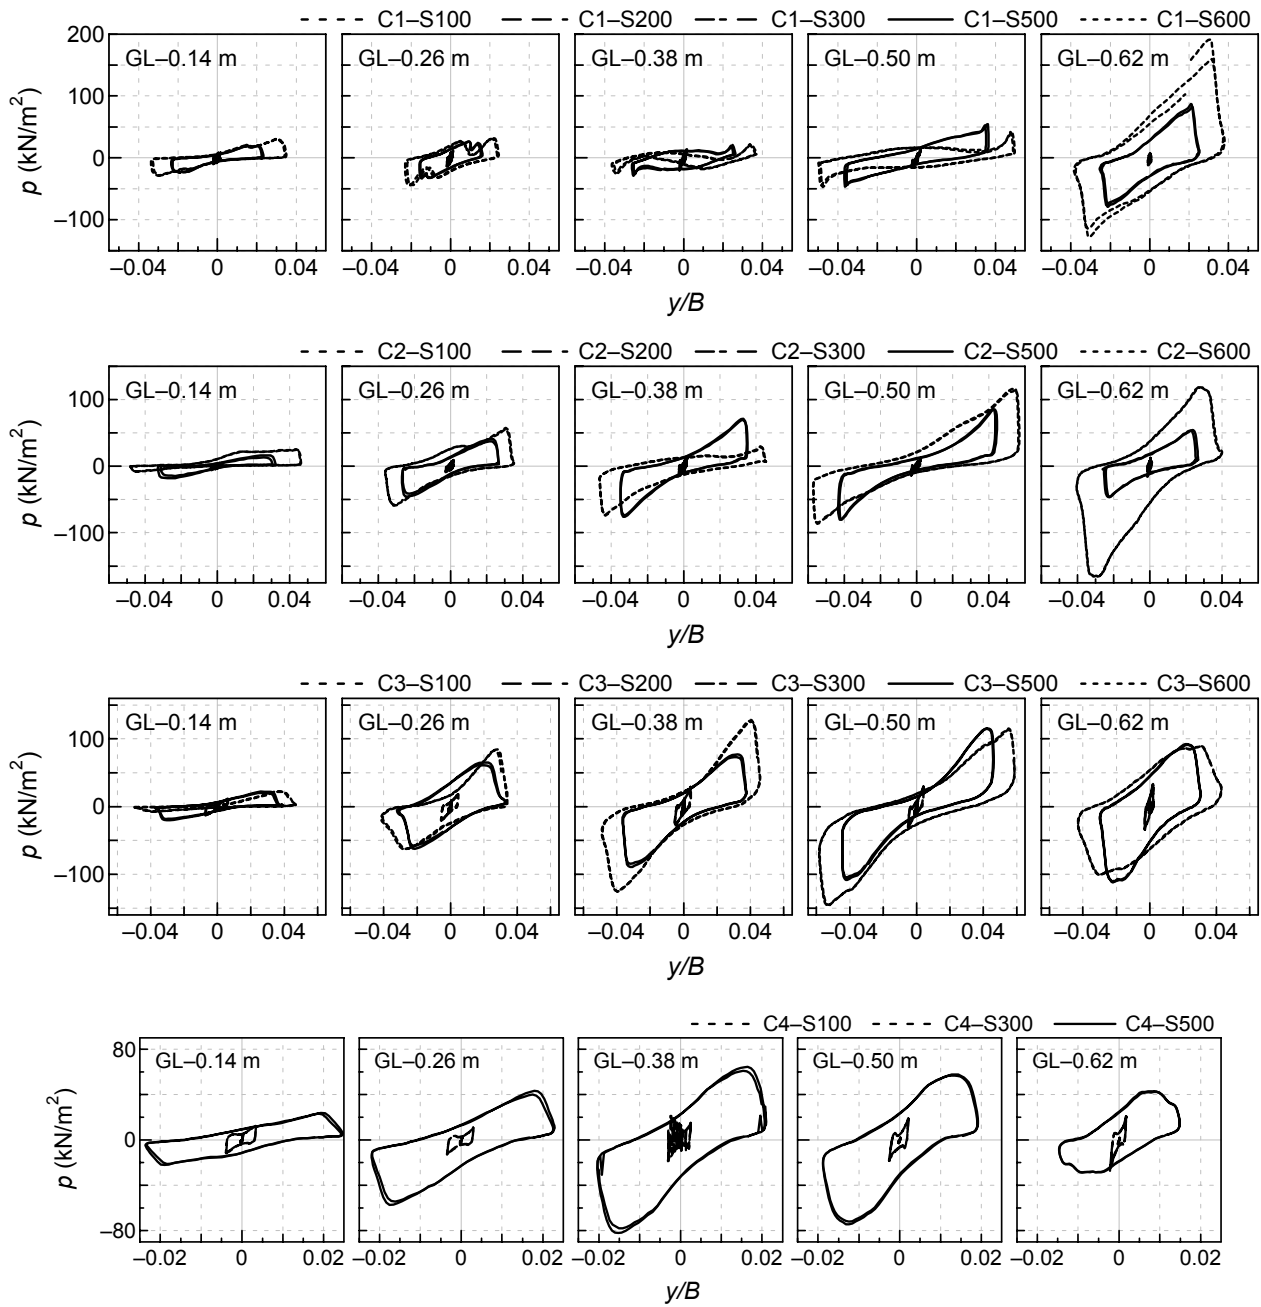 C1–S100 C1–S200 C1–S300 C1–S500 C1–S600
200 GL–0.14 m GL–0.26 m GL–0.38 m GL–0.50 m GL–0.62 m
100
0
–100
p (kN/m2)
–0.04 0 0.04 –0.04 0 0.04 –0.04 0 0.04 –0.04 0 0.04 –0.04 0 0.04
y/B
C2–S100 C2–S200 C2–S300 C2–S500 C2–S600
GL–0.14 m GL–0.26 m GL–0.38 m GL–0.50 m GL–0.62 m
100
0
–100
p (kN/m2)
–0.04 0 0.04 –0.04 0 0.04 –0.04 0 0.04 –0.04 0 0.04 –0.04 0 0.04
y/B
C3–S100 C3–S200 C3–S300 C3–S500 C3–S600
GL–0.14 m GL–0.26 m GL–0.38 m GL–0.50 m GL–0.62 m
100
0
–100
p (kN/m2)
–0.04 0 0.04 –0.04 0 0.04 –0.04 0 0.04 –0.04 0 0.04 –0.04 0 0.04
y/B
C4–S100 C4–S300 C4–S500
80 GL–0.14 m GL–0.26 m GL–0.38 m GL–0.50 m GL–0.62 m
0
–80
p (kN/m2)
–0.02 0 0.02 –0.02 0 0.02 –0.02 0 0.02 –0.02 0 0.02 –0.02 0 0.02
y/B